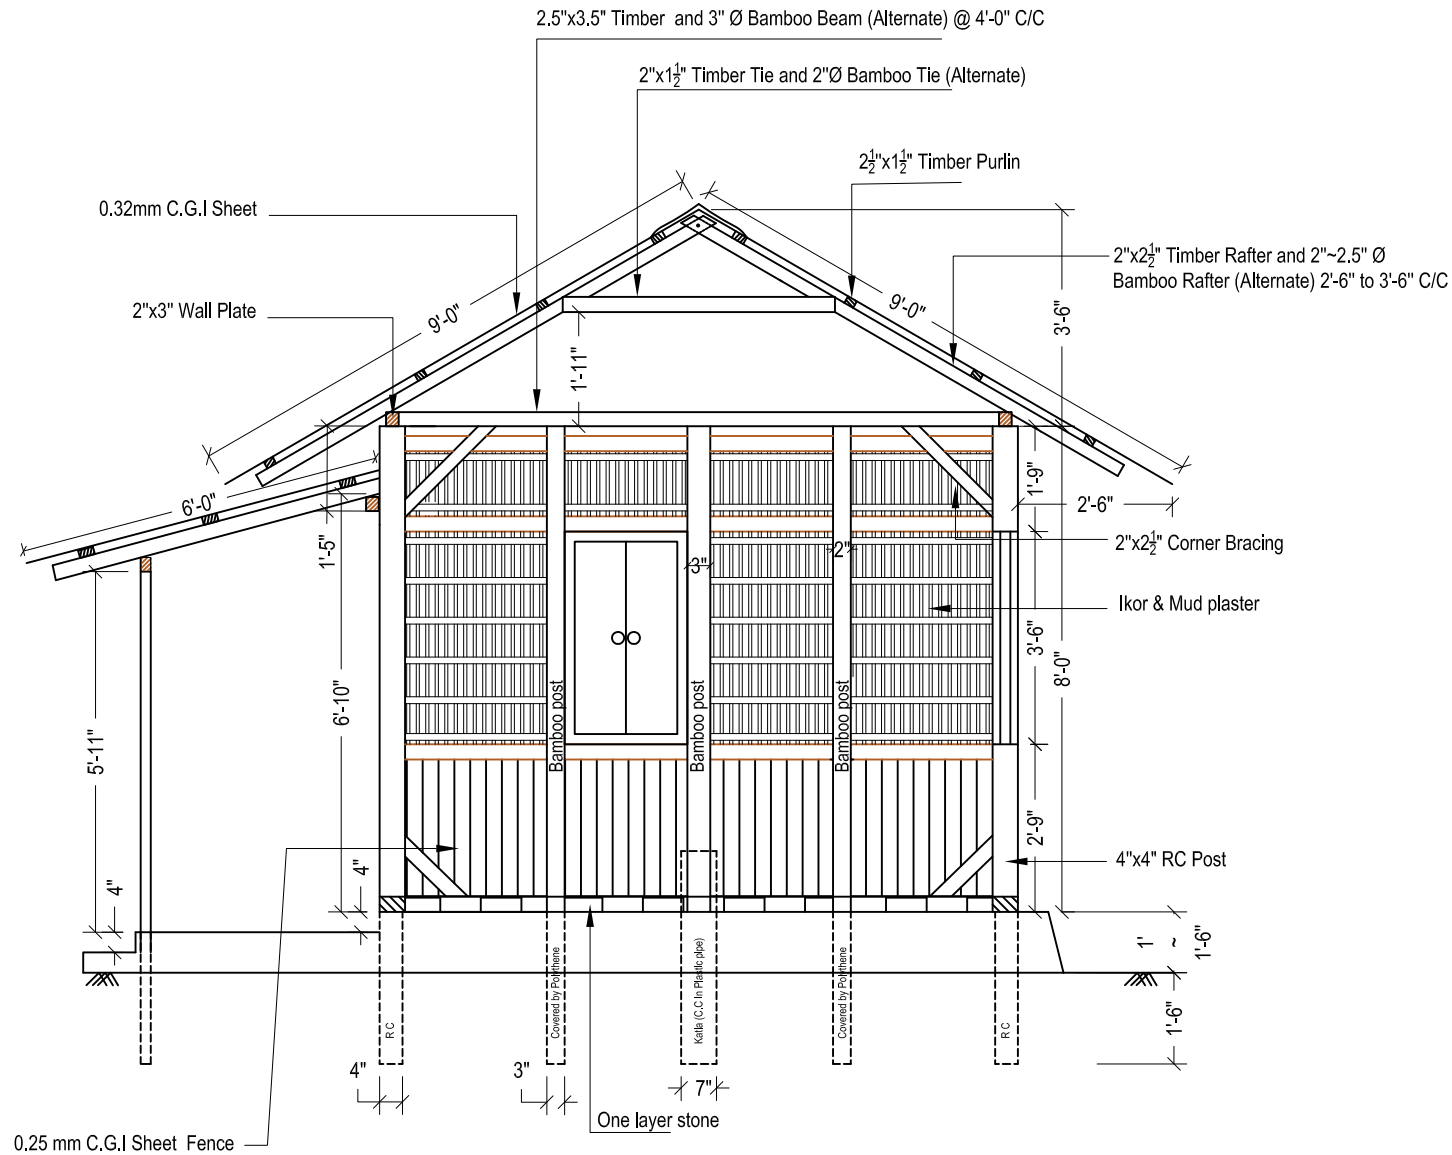 2.5"x3.5" Timber and 3" Ø Bamboo Beam (Alternate) @ 4'-0" C/C
2"x1½" Timber Tie and 2"Ø Bamboo Tie (Alternate)
2½"x1½" Timber Purlin
0.32mm C.G.I Sheet
2"x2½" Timber Rafter and 2"~2.5" Ø
Bamboo Rafter (Alternate) 2'-6" to 3'-6" C/C
2"x3" Wall Plate
9'-0"
9'-0"
3'-6"
1'-11"
6'-0"
1'-9"
2'-6"
1'-5"
2"x2½" Corner Bracing
3"
2"
Ikor & Mud plaster
3'-6"
8'-0"
6'-10"
5'-11"
Bamboo post
Bamboo post
Bamboo post
2'-9"
4"x4" RC Post
4"
4"
1'
~
1'-6"
1'-6"
R C
Covered by Polythene
Katla (C.C in Plastic pipe)
Covered by Polythene
R C
4"
3"
7"
One layer stone
0.25 mm C.G.I Sheet Fence